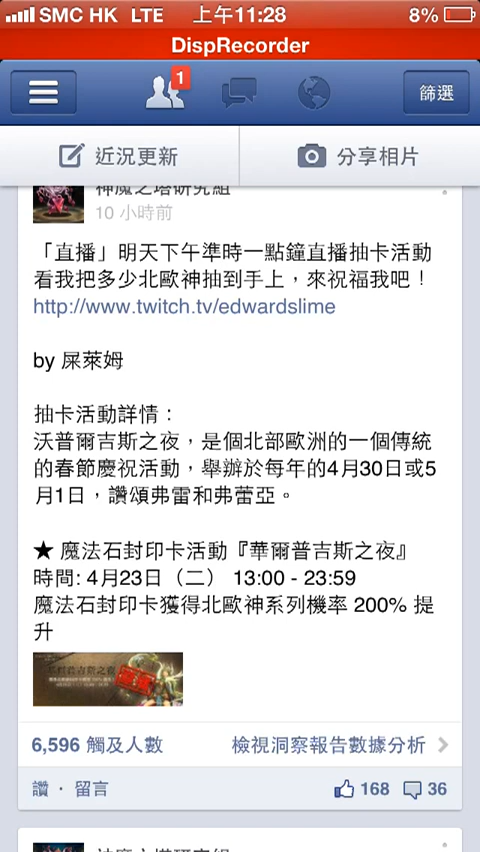 SMC HK LTE 上午11:28 8%
DispRecorder
1
篩選
近況更新 分享相片
神魔之塔研究組
10 小時前
「直播」明天下午準時一點鐘直播抽卡活動
看我把多少北歐神抽到手上，來祝福我吧！
http://www.twitch.tv/edwardslime
by 屎萊姆
抽卡活動詳情：
沃普爾吉斯之夜，是個北部歐洲的一個傳統
的春節慶祝活動，舉辦於每年的4月30日或5
月1日，讚頌弗雷和弗蕾亞。
★ 魔法石封印卡活動『華爾普吉斯之夜』
時間: 4月23日（二） 13:00 - 23:59
魔法石封印卡獲得北歐神系列機率 200% 提
升
6,596 觸及人數 檢視洞察報告數據分析
讚 · 留言 168 36